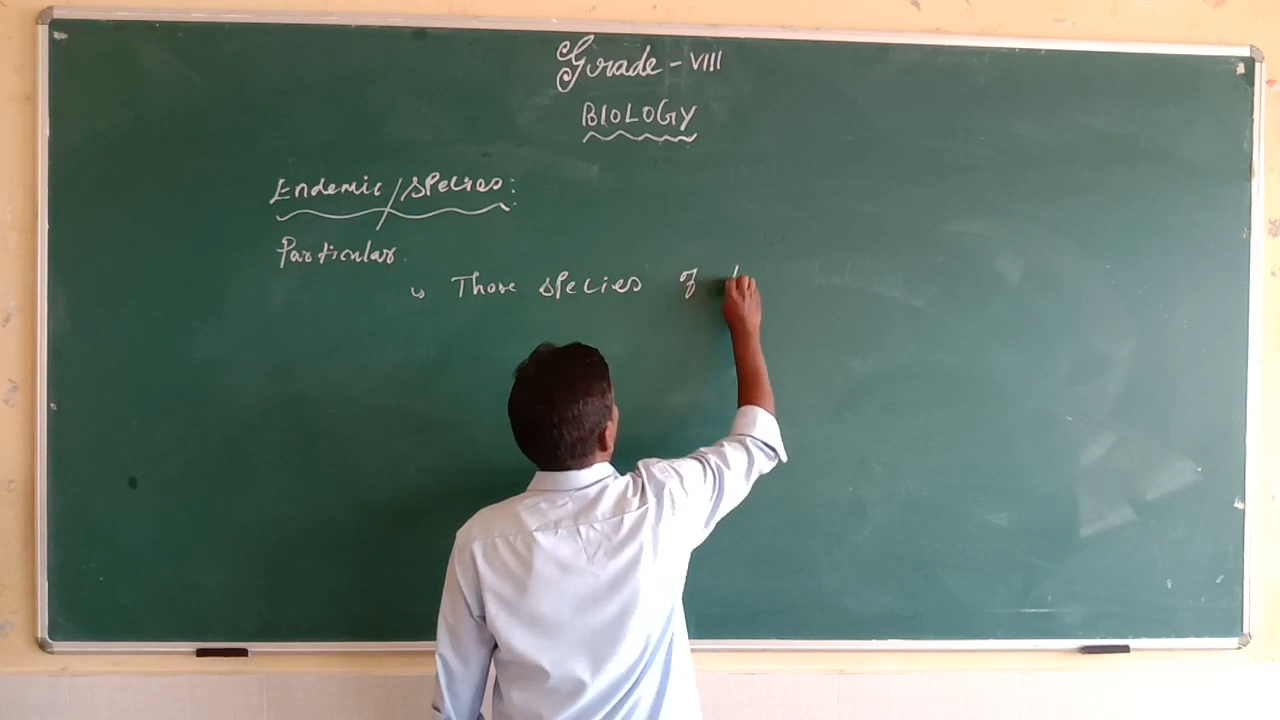 Grade - VIII
BIOLOGY
Endemic / species:
Particular
Those species of